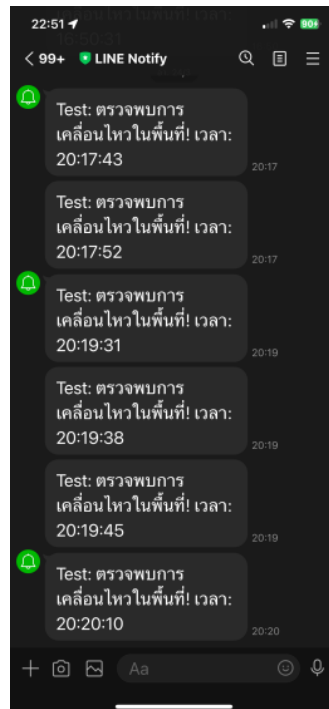 22:51
90+
16:50:31
99+ LINE Notify
Test: ตรวจพบการ
เคลื่อนไหวในพื้นที่! เวลา:
20:17:43
20:17
Test: ตรวจพบการ
เคลื่อนไหวในพื้นที่! เวลา:
20:17:52
20:17
Test: ตรวจพบการ
เคลื่อนไหวในพื้นที่! เวลา:
20:19:31
20:19
Test: ตรวจพบการ
เคลื่อนไหวในพื้นที่! เวลา:
20:19:38
20:19
Test: ตรวจพบการ
เคลื่อนไหวในพื้นที่! เวลา:
20:19:45
20:19
Test: ตรวจพบการ
เคลื่อนไหวในพื้นที่! เวลา:
20:20:10
20:20
Aa